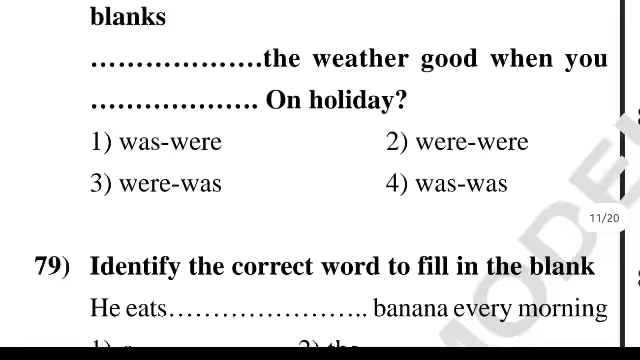 blanks
………………….the weather good when you
…………………. On holiday?
1) was-were 2) were-were
3) were-was 4) was-was
11/20
79) Identify the correct word to fill in the blank
He eats………………….. banana every morning